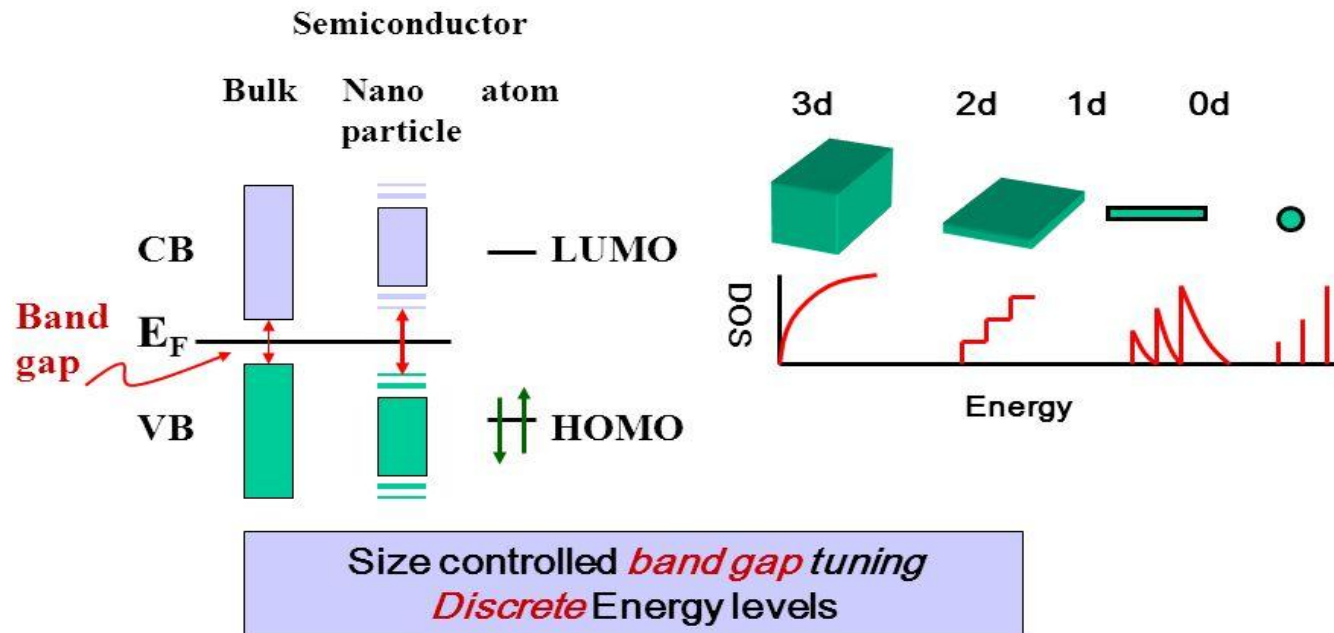 Semiconductor
Bulk Nano atom
particle
CB
LUMO
Band
gap
EF
VB
HOMO
3d 2d 1d 0d
DOS
Energy
Size controlled band gap tuning
Discrete Energy levels